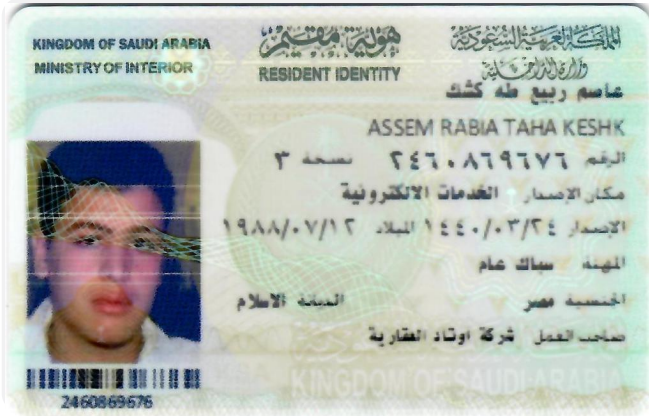 KINGDOM OF SAUDI ARABIA
MINISTRY OF INTERIOR
هوية مقيم
RESIDENT IDENTITY
المملكة العربية السعودية
وزارة الداخلية
عاصم ربيع طه كشك
ASSEM RABIA TAHA KESHK
الرقم ٢٤٦٠٨٦٩٦٧٦ نسخة ٣
مكان الإصدار الخدمات الالكترونية
الإصدار ١٤٤٠/٠٣/٢٤ الميلاد ١٩٨٨/٠٧/١٢
المهنة سباك عام
الجنسية مصر الديانة الاسلام
صاحب العمل شركة اوتاد العقارية
KINGDOM OF SAUDI ARABIA
2460869676